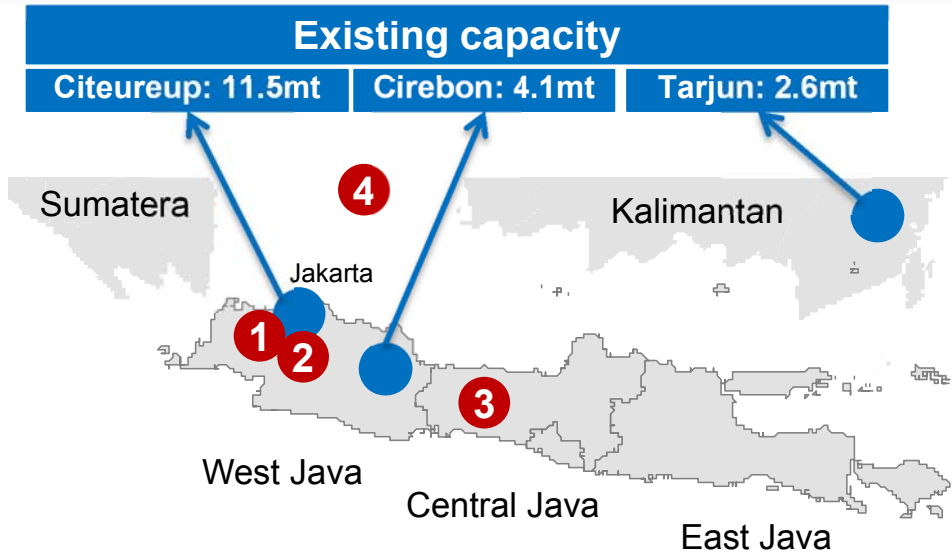 Existing capacity
Citeureup: 11.5mt
Cirebon: 4.1mt
Tarjun: 2.6mt
4
Sumatera
Kalimantan
Jakarta
1
2
3
West Java
Central Java
East Java